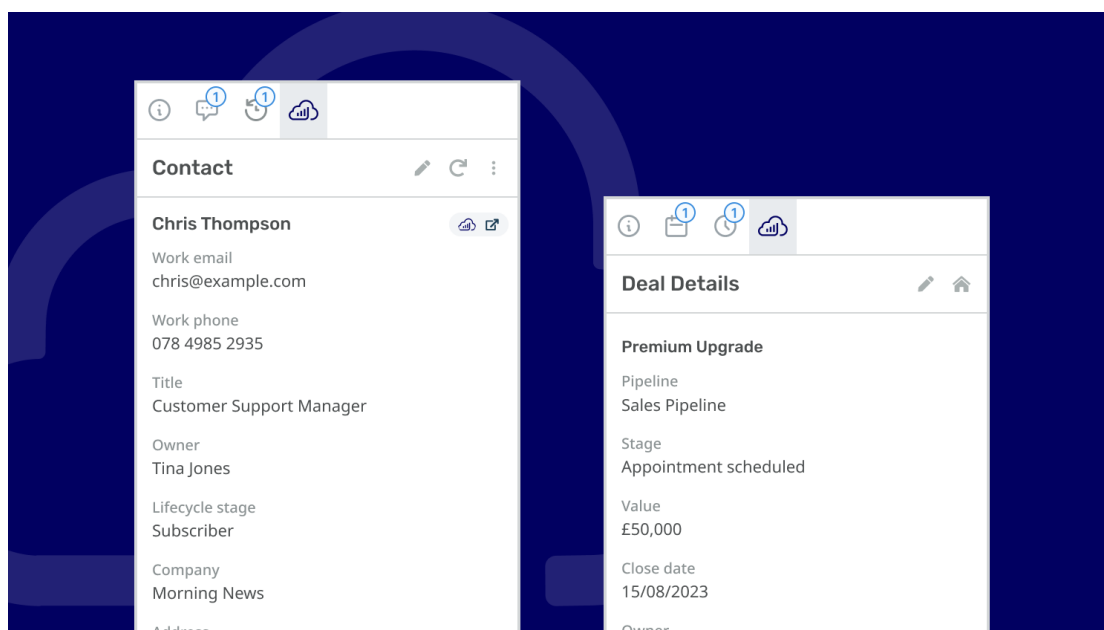 1
1
Contact
Chris Thompson
Work email
chris@example.com
Work phone
078 4985 2935
Title
Customer Support Manager
Owner
Tina Jones
Lifecycle stage
Subscriber
Company
Morning News
Address
1
1
Deal Details
Premium Upgrade
Pipeline
Sales Pipeline
Stage
Appointment scheduled
Value
£50,000
Close date
15/08/2023
Owner